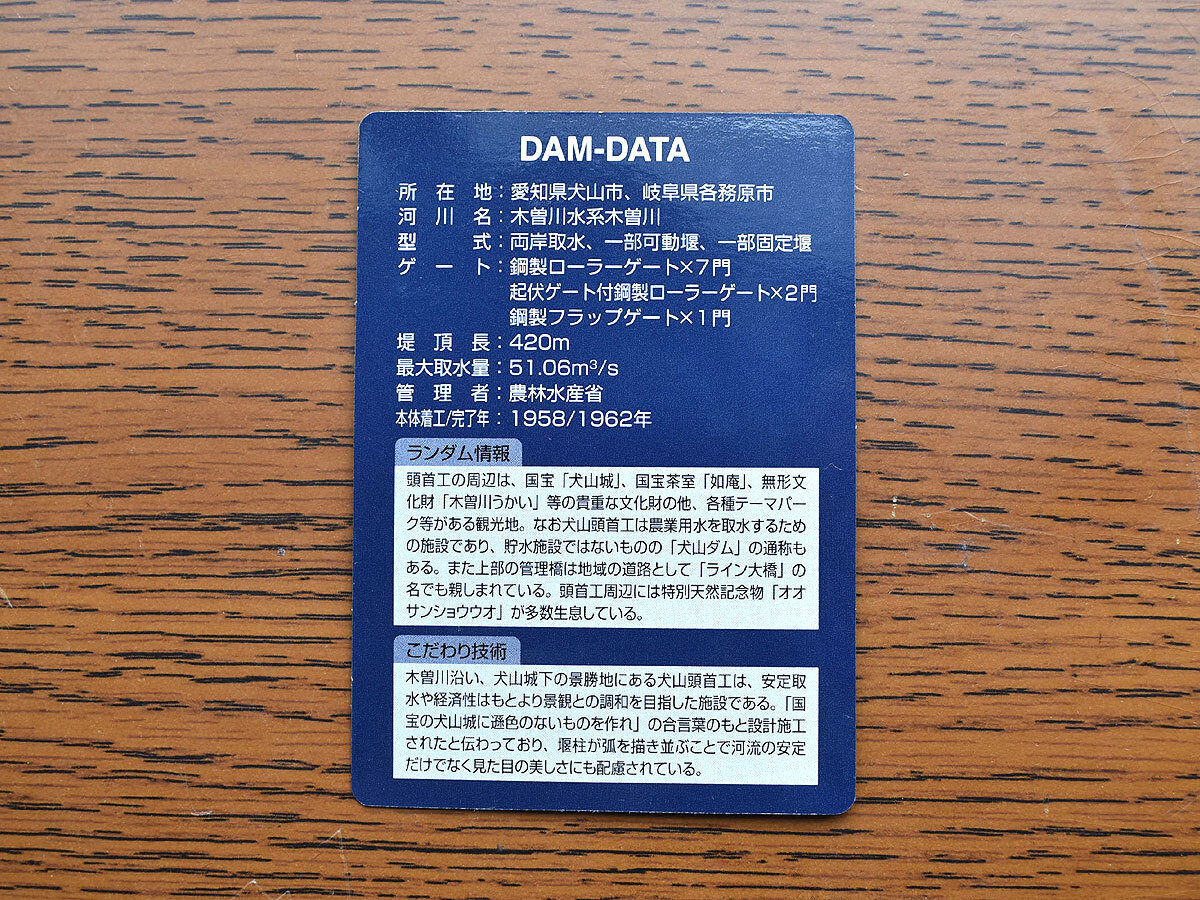 DAM-DATA
所在地：愛知県犬山市、岐阜県各務原市
河川名：木曽川水系木曽川
型式：両岸取水、一部可動堰、一部固定堰
ゲート：鋼製ローラーゲート×7門
起伏ゲート付鋼製ローラーゲート×2門
鋼製フラップゲート×1門
堤頂長：420m
最大取水量：51.06m³/s
管理者：農林水産省
本体着工/完了年：1958/1962年
ランダム情報
頭首工の周辺は、国宝「犬山城」、国宝茶室「如庵」、無形文
化財「木曽川うかい」等の貴重な文化財の他、各種テーマパー
ク等がある観光地。なお犬山頭首工は農業用水を取水するため
の施設であり、貯水施設ではないものの「犬山ダム」の通称も
ある。また上部の管理橋は地域の道路として「ライン大橋」の
名でも親しまれている。頭首工周辺には特別天然記念物「オオ
サンショウウオ」が多数生息している。
こだわり技術
木曽川沿い、犬山城下の景勝地にある犬山頭首工は、安定取
水や経済性はもとより景観との調和を目指した施設である。「国
宝の犬山城に遜色のないものを作れ」の合言葉のもと設計施工
されたと伝わっており、堰柱が弧を描き並ぶことで河流の安定
だけでなく見た目の美しさにも配慮されている。